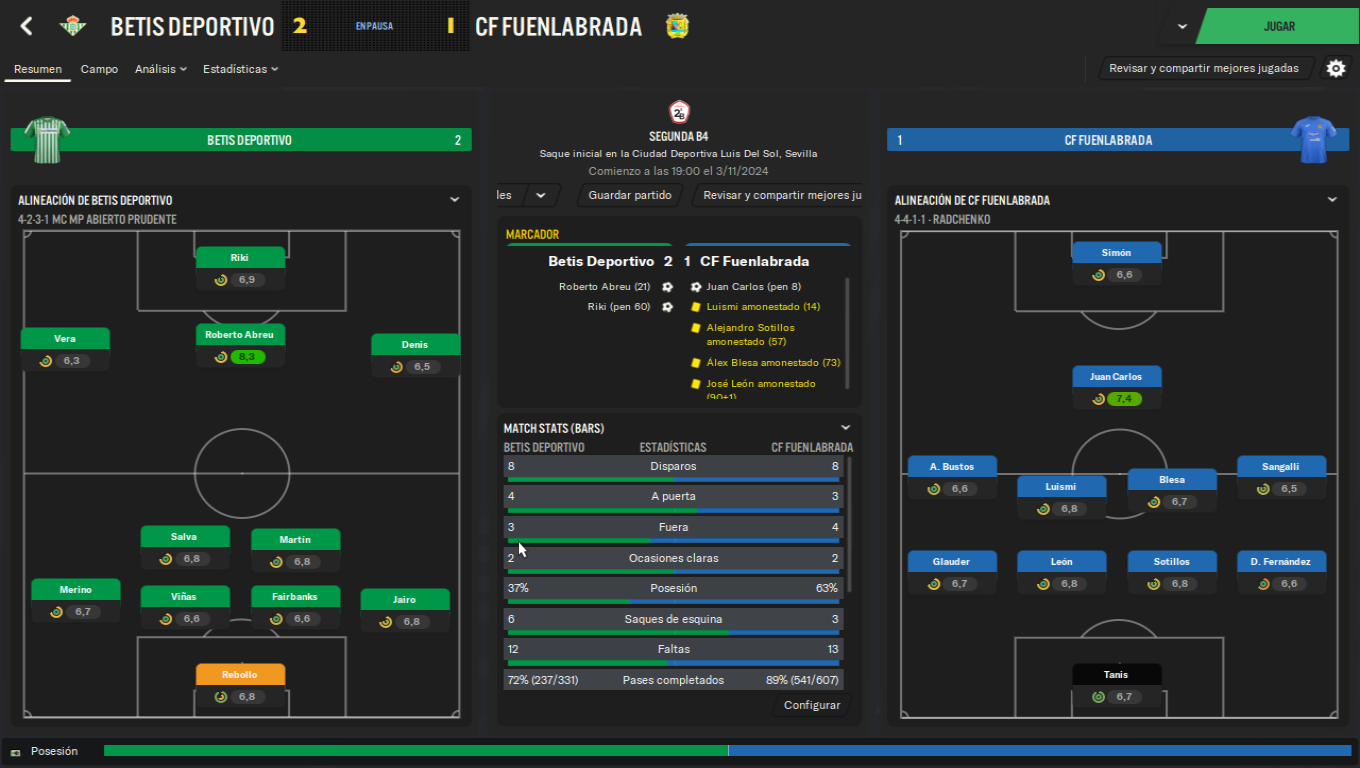 BETIS DEPORTIVO 2 EN PAUSA 1 CF FUENLABRADA JUGAR
Resumen Campo Análisis Estadísticas Revisar y compartir mejores jugadas
BETIS DEPORTIVO 2
ALINEACIÓN DE BETIS DEPORTIVO
4-2-3-1 MC MP ABIERTO PRUDENTE
Riki
6,9
Vera
6,3
Roberto Abreu
8,3
Denis
6,5
Salva
6,8
Martín
6,8
Merino
6,7
Viñas
6,6
Fairbanks
6,6
Jairo
6,8
Rebollo
6,8
2ªB
SEGUNDA B4
Saque inicial en la Ciudad Deportiva Luis Del Sol, Sevilla
Comienzo a las 19:00 el 3/11/2024
les Guardar partido Revisar y compartir mejores ju
MARCADOR
Betis Deportivo 2 1 CF Fuenlabrada
Roberto Abreu (21) Juan Carlos (pen 8)
Riki (pen 60) Luismi amonestado (14)
Alejandro Sotillos
amonestado (57)
Álex Blesa amonestado (73)
José León amonestado
(90+1)
MATCH STATS (BARS)
BETIS DEPORTIVO ESTADÍSTICAS CF FUENLABRADA
8 Disparos 8
4 A puerta 3
3 Fuera 4
2 Ocasiones claras 2
37% Posesión 63%
6 Saques de esquina 3
12 Faltas 13
72% (237/331) Pases completados 89% (541/607)
Configurar
1 CF FUENLABRADA
ALINEACIÓN DE CF FUENLABRADA
4-4-1-1 - RADCHENKO
Simón
6,6
Juan Carlos
7,4
A. Bustos
6,6
Luismi
6,8
Blesa
6,7
Sangalli
6,5
Glauder
6,7
León
6,8
Sotillos
6,8
D. Fernández
6,6
Tanis
6,7
Posesión